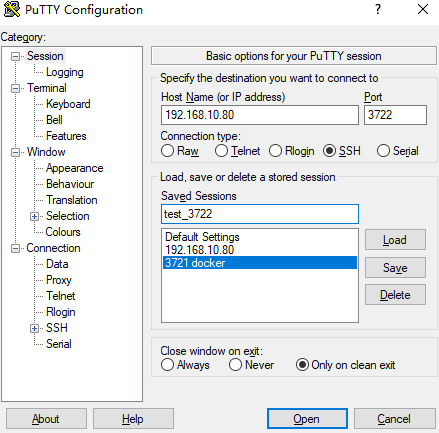 PuTTY Configuration
?
×
Category:
Session
Logging
Terminal
Keyboard
Bell
Features
Window
Appearance
Behaviour
Translation
Selection
Colours
Connection
Data
Proxy
Telnet
Rlogin
SSH
Serial
Basic options for your PuTTY session
Specify the destination you want to connect to
Host Name (or IP address) Port
192.168.10.80 3722
Connection type:
Raw Telnet Rlogin SSH Serial
Load, save or delete a stored session
Saved Sessions
test_3722
Default Settings
192.168.10.80
3721 docker
Load
Save
Delete
Close window on exit:
Always Never Only on clean exit
About Help Open Cancel